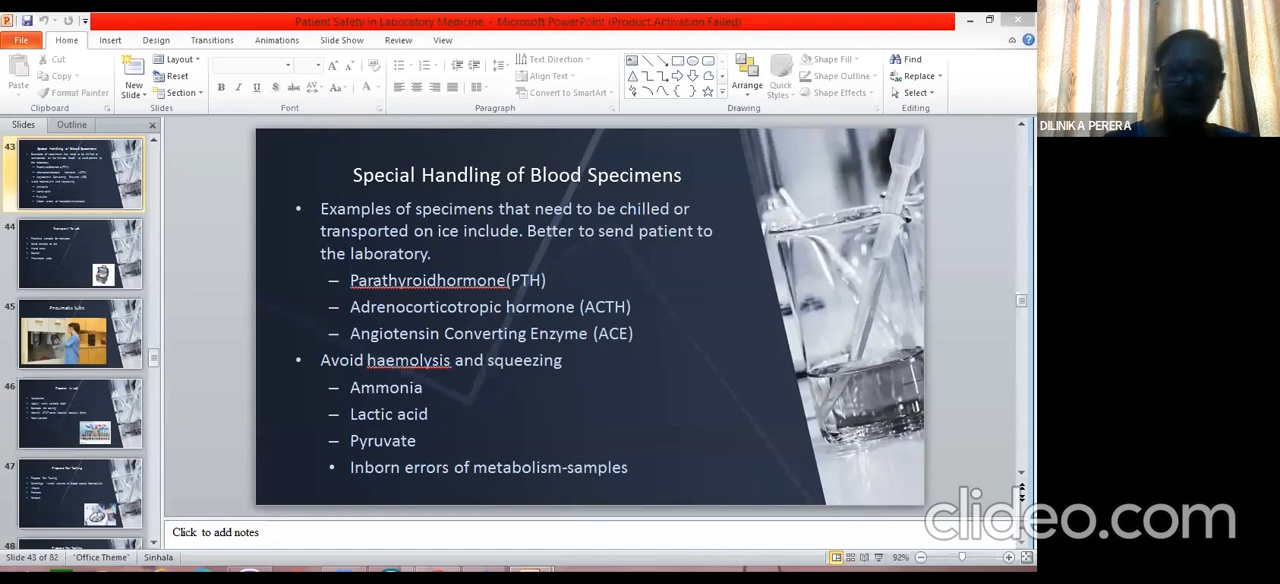 Patient Safety in Laboratory Medicine - Microsoft PowerPoint (Product Activation Failed)
File Home Insert Design Transitions Animations Slide Show Review View
Cut
Copy
Format Painter
Paste
Clipboard
New
Slide
Layout
Reset
Section
Slides
Font
Paragraph
Text Direction
Align Text
Convert to SmartArt
Arrange
Quick
Styles
Shape Fill
Shape Outline
Shape Effects
Drawing
Find
Replace
Select
Editing
DILINIKA PERERA
Slides Outline
43
44
45
46
47
48
Special Handling of Blood Specimens
• Examples of specimens that need to be chilled or
transported on ice include. Better to send patient to
the laboratory.
– Parathyroidhormone(PTH)
– Adrenocorticotropic hormone (ACTH)
– Angiotensin Converting Enzyme (ACE)
• Avoid haemolysis and squeezing
– Ammonia
– Lactic acid
– Pyruvate
• Inborn errors of metabolism-samples
Click to add notes
clideo.com
Slide 43 of 82 "Office Theme" Sinhala 92%